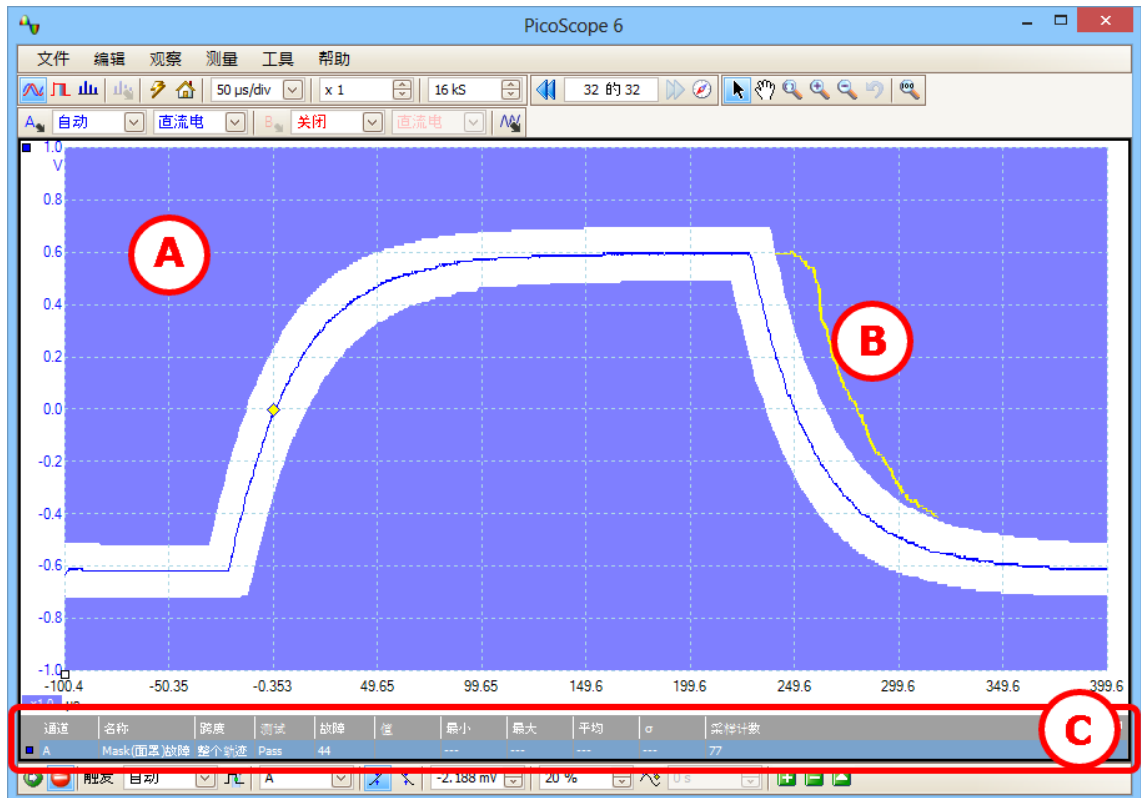 PicoScope 6
文件 编辑 观察 测量 工具 帮助
50 µs/div x 1 16 kS 32 的 32
A 自动 直流电 B 关闭 直流电
1.0
V
A
0.8
0.6
0.4
B
0.2
0.0
-0.2
-0.4
-0.6
-0.8
-1.0
-100.4 -50.35 -0.353 49.65 99.65 149.6 199.6 249.6 299.6 349.6 399.6
x1.0 µs
通道 名称 跨度 测试 故障 值 最小 最大 平均 σ 采样计数
C
A Mask(面罩)故障 整个轨迹 Pass 44 --- --- --- --- 77
触发 自动 A -2.188 mV 20 % 0 s